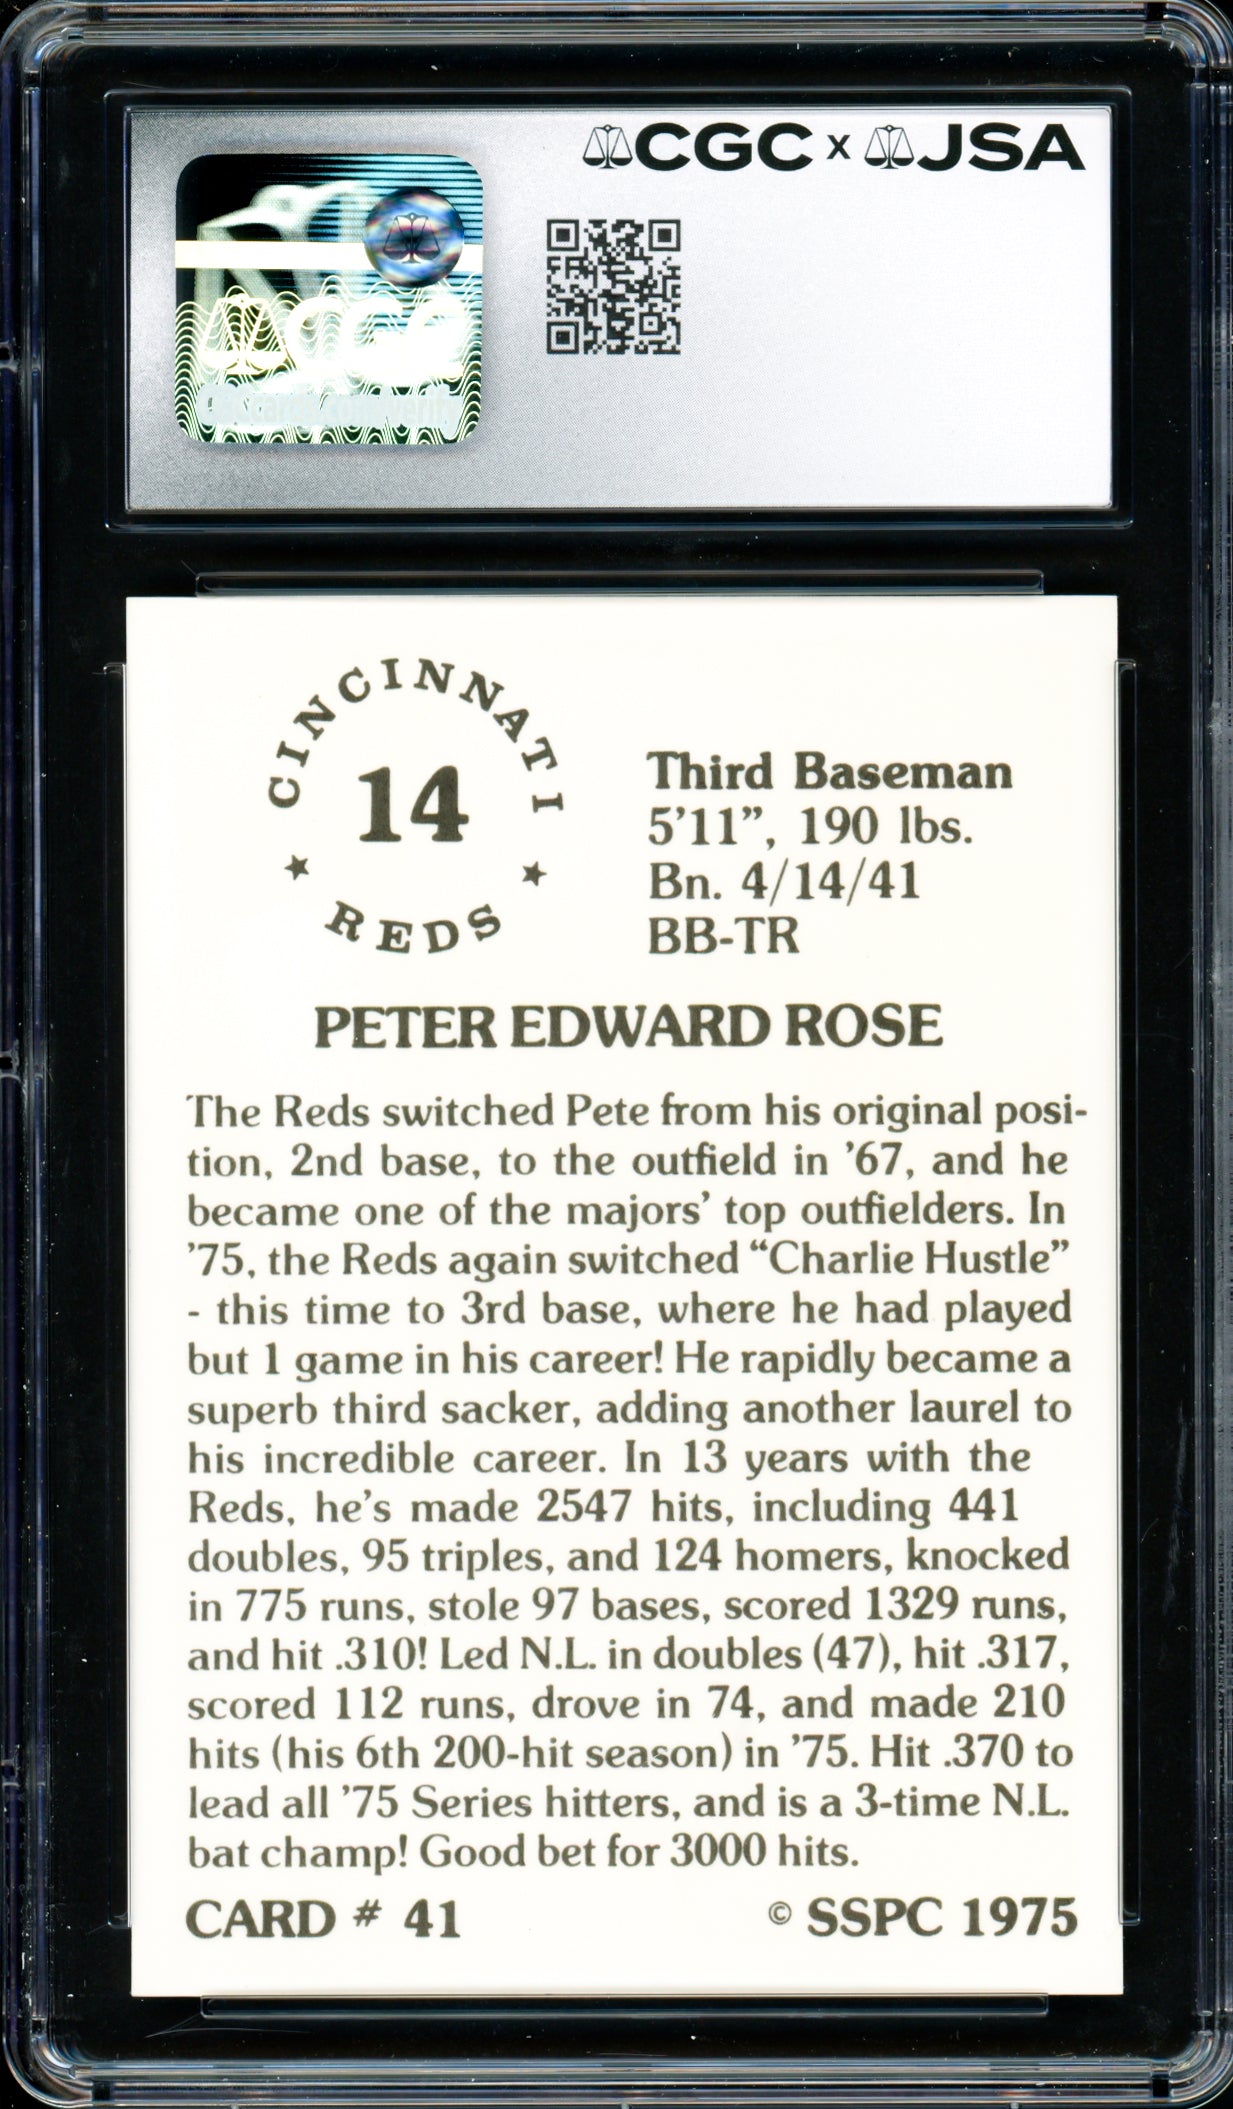 CGC x JSA
CGC
CINCINNATI
14
REDS
Third Baseman
5'11”, 190 lbs.
Bn. 4/14/41
BB-TR
PETER EDWARD ROSE
The Reds switched Pete from his original posi-
tion, 2nd base, to the outfield in ’67, and he
became one of the majors’ top outfielders. In
’75, the Reds again switched “Charlie Hustle”
- this time to 3rd base, where he had played
but 1 game in his career! He rapidly became a
superb third sacker, adding another laurel to
his incredible career. In 13 years with the
Reds, he’s made 2547 hits, including 441
doubles, 95 triples, and 124 homers, knocked
in 775 runs, stole 97 bases, scored 1329 runs,
and hit .310! Led N.L. in doubles (47), hit .317,
scored 112 runs, drove in 74, and made 210
hits (his 6th 200-hit season) in ’75. Hit .370 to
lead all ’75 Series hitters, and is a 3-time N.L.
bat champ! Good bet for 3000 hits.
CARD # 41
© SSPC 1975